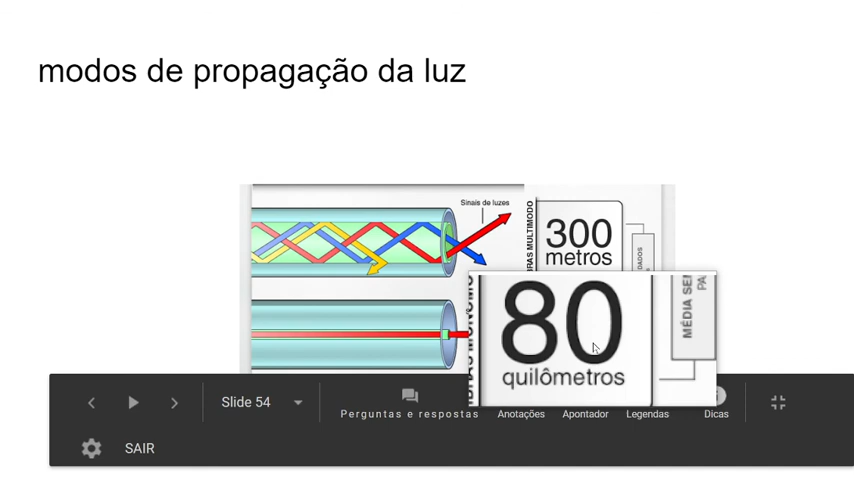 modos de propagação da luz
Sinais de luzes
300
metros
80
quilômetros
Slide 54
Perguntas e respostas
Anotações
Apontador
Legendas
Dicas
SAIR